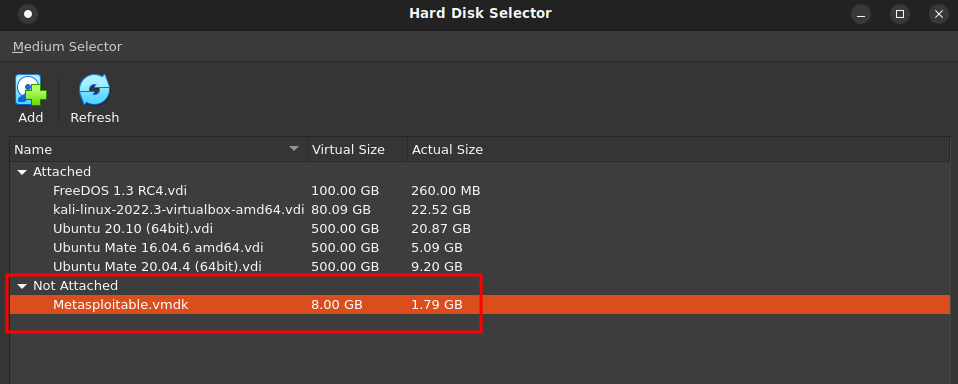 Hard Disk Selector
Medium Selector
Add Refresh
Name Virtual Size Actual Size
Attached
FreeDOS 1.3 RC4.vdi 100.00 GB 260.00 MB
kali-linux-2022.3-virtualbox-amd64.vdi 80.09 GB 22.52 GB
Ubuntu 20.10 (64bit).vdi 500.00 GB 20.87 GB
Ubuntu Mate 16.04.6 amd64.vdi 500.00 GB 5.09 GB
Ubuntu Mate 20.04.4 (64bit).vdi 500.00 GB 9.20 GB
Not Attached
Metasploitable.vmdk 8.00 GB 1.79 GB